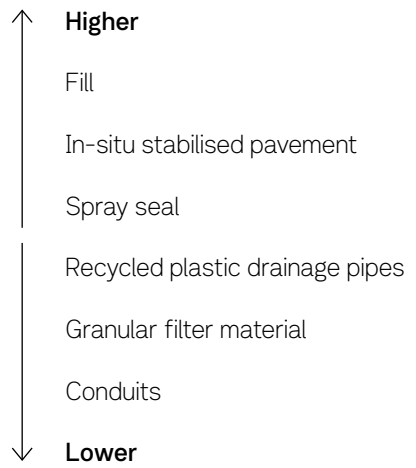 Higher
Fill
In-situ stabilised pavement
Spray seal
Recycled plastic drainage pipes
Granular filter material
Conduits
Lower